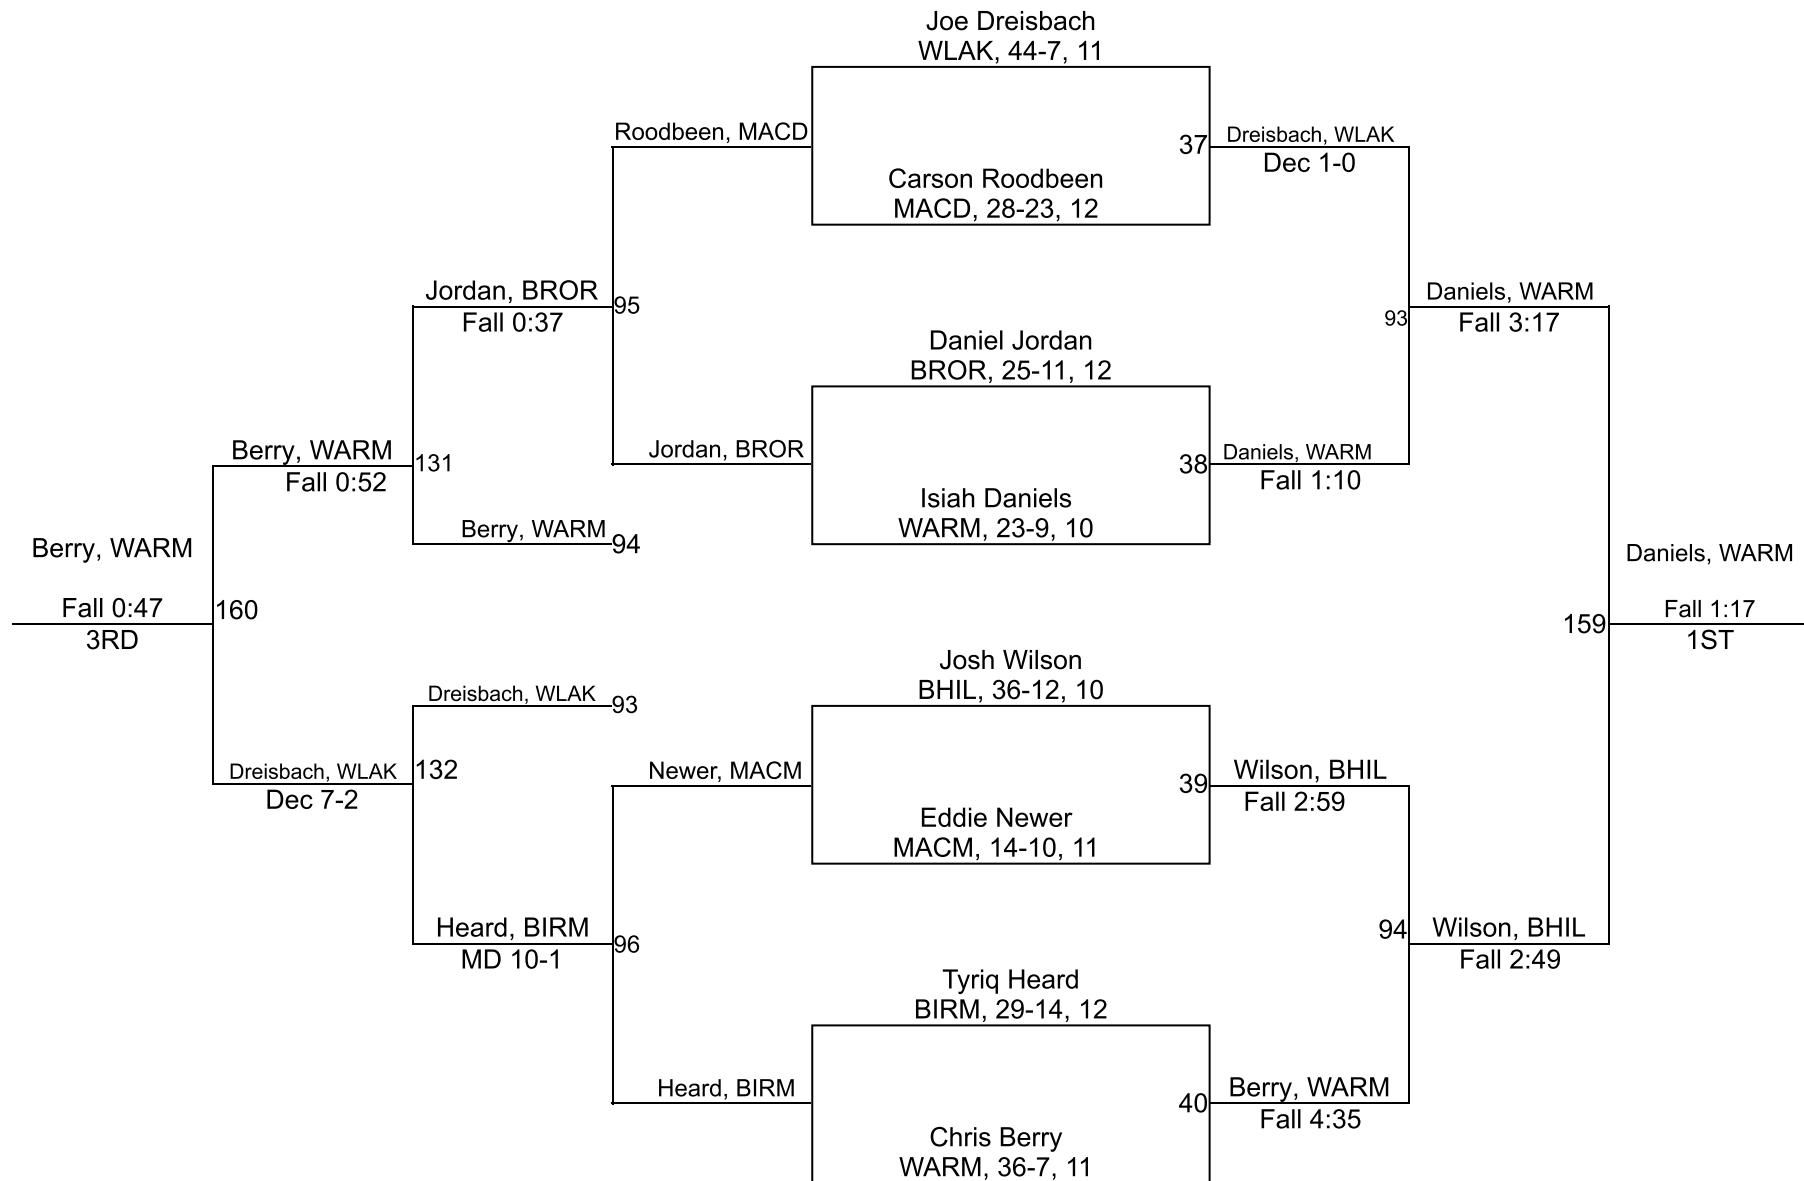 Joe Dreisbach
WLAK, 44-7, 11
Roodbeen, MACD
37
Dreisbach, WLAK
Dec 1-0
Carson Roodbeen
MACD, 28-23, 12
Jordan, BROR
Fall 0:37
95
Daniels, WARM
Fall 3:17
93
Daniel Jordan
BROR, 25-11, 12
Berry, WARM
Fall 0:52
131
Jordan, BROR
38
Daniels, WARM
Fall 1:10
Isiah Daniels
WARM, 23-9, 10
Berry, WARM
94
Berry, WARM
Fall 0:47
3RD
160
Daniels, WARM
Fall 1:17
1ST
159
Josh Wilson
BHIL, 36-12, 10
Dreisbach, WLAK
93
Dreisbach, WLAK
Dec 7-2
132
Newer, MACM
39
Wilson, BHIL
Fall 2:59
Eddie Newer
MACM, 14-10, 11
Heard, BIRM
MD 10-1
96
94
Wilson, BHIL
Fall 2:49
Tyriq Heard
BIRM, 29-14, 12
Heard, BIRM
40
Berry, WARM
Fall 4:35
Chris Berry
WARM, 36-7, 11